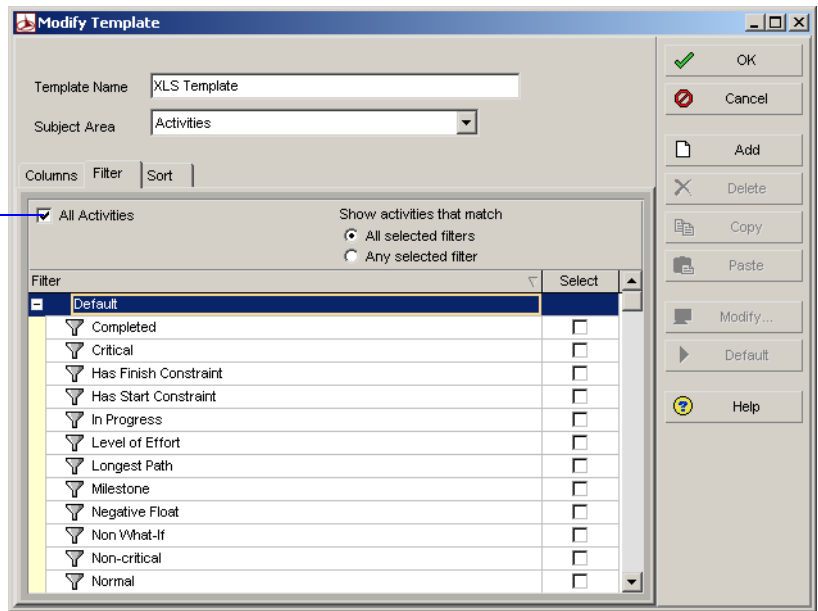 Modify Template
Template Name XLS Template
Subject Area Activities
Columns Filter Sort
All Activities
Show activities that match
All selected filters
Any selected filter
Filter Select
Default
Completed
Critical
Has Finish Constraint
Has Start Constraint
In Progress
Level of Effort
Longest Path
Milestone
Negative Float
Non What-If
Non-critical
Normal
OK
Cancel
Add
Delete
Copy
Paste
Modify...
Default
Help